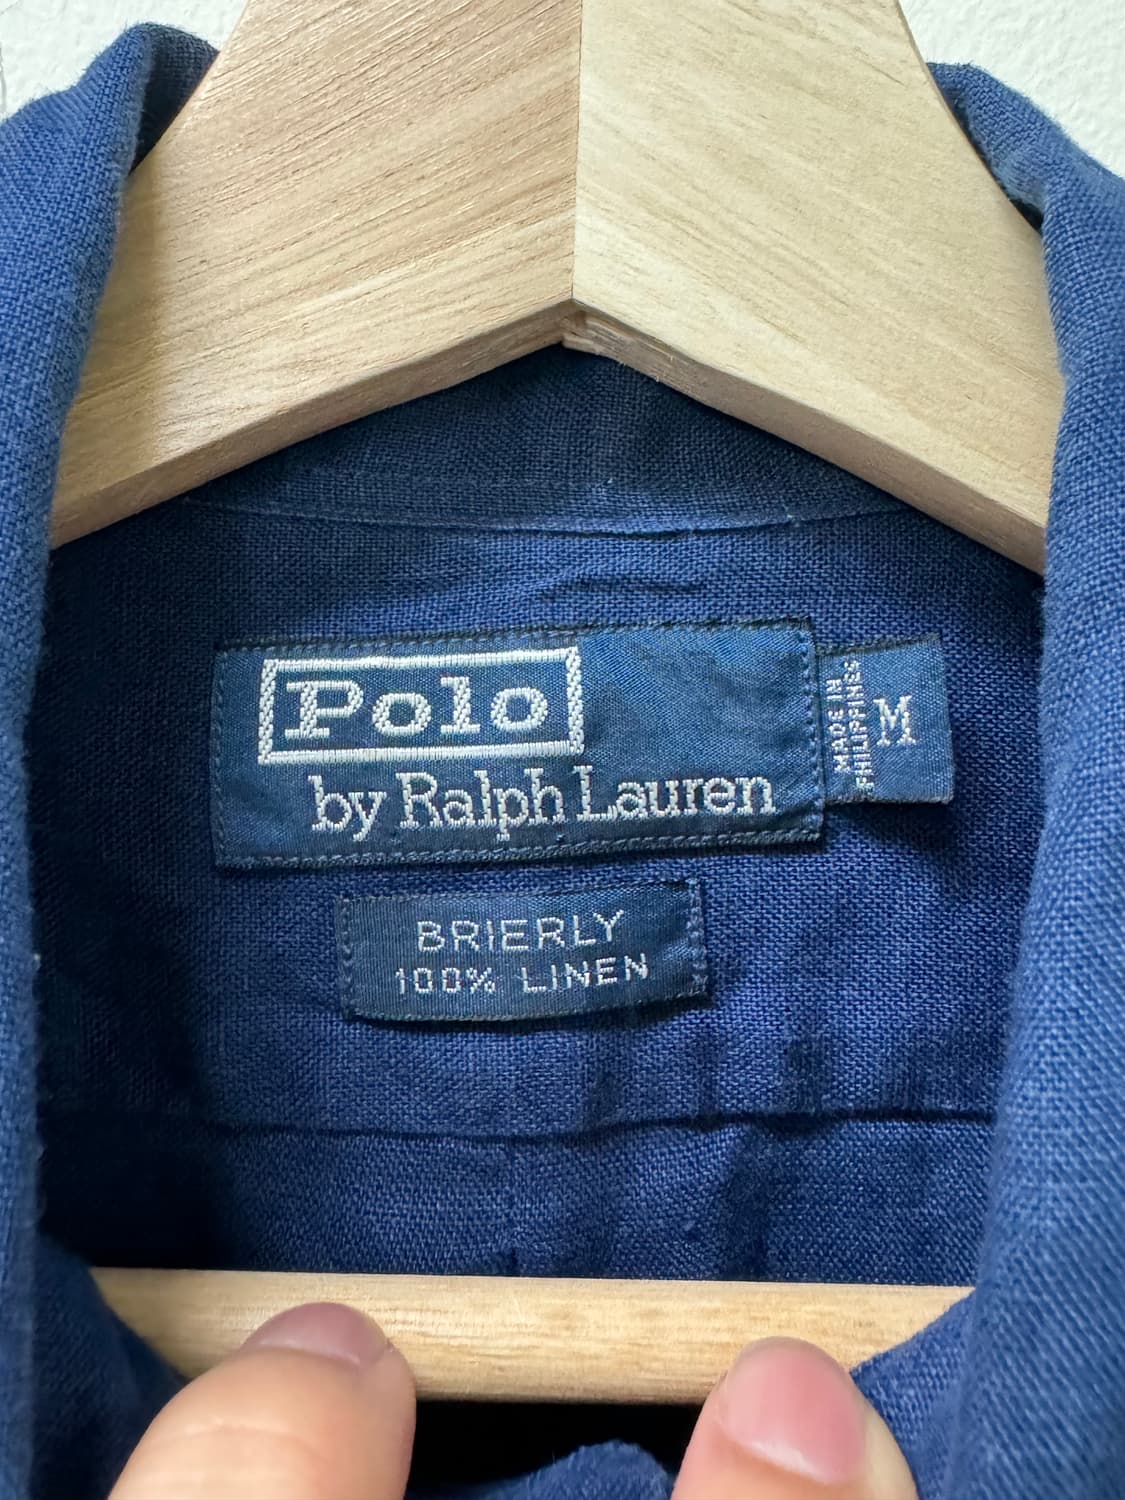 Polo
by Ralph Lauren
MADE IN
PHILIPPINES
M
BRIERLY
100% LINEN